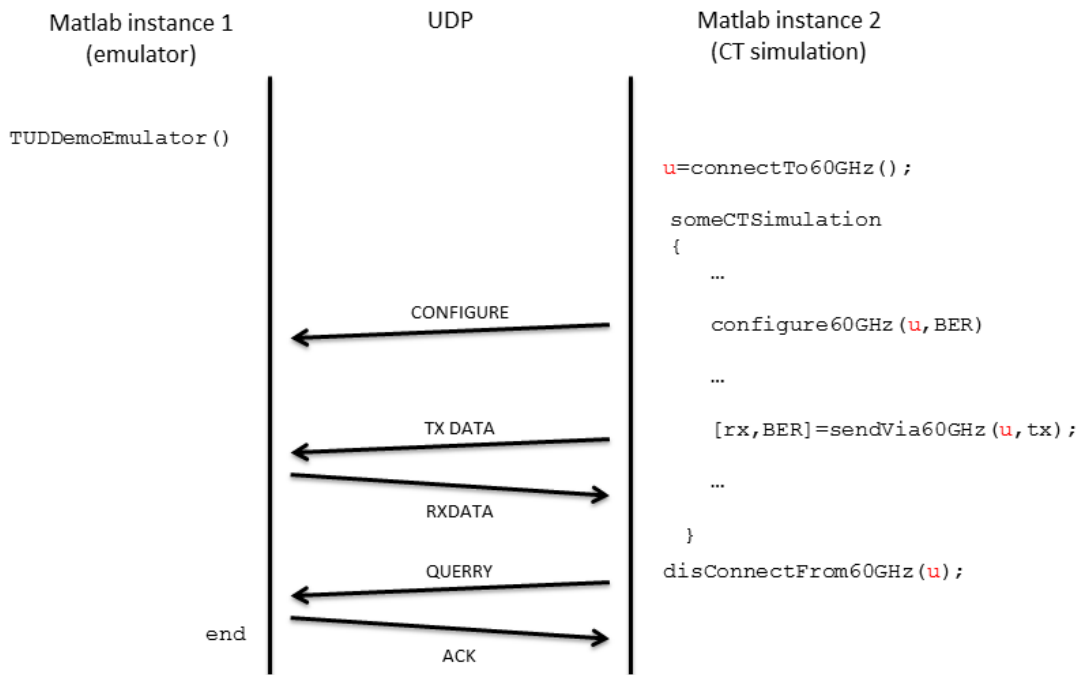 Matlab instance 1
(emulator)
UDP
Matlab instance 2
(CT simulation)
TUDDemoEmulator()
u=connectTo60GHz();
someCTSimulation
{
…
CONFIGURE
configure60GHz(u,BER)
…
TX DATA
[rx,BER]=sendVia60GHz(u,tx);
…
RXDATA
}
QUERRY
disConnectFrom60GHz(u);
end
ACK